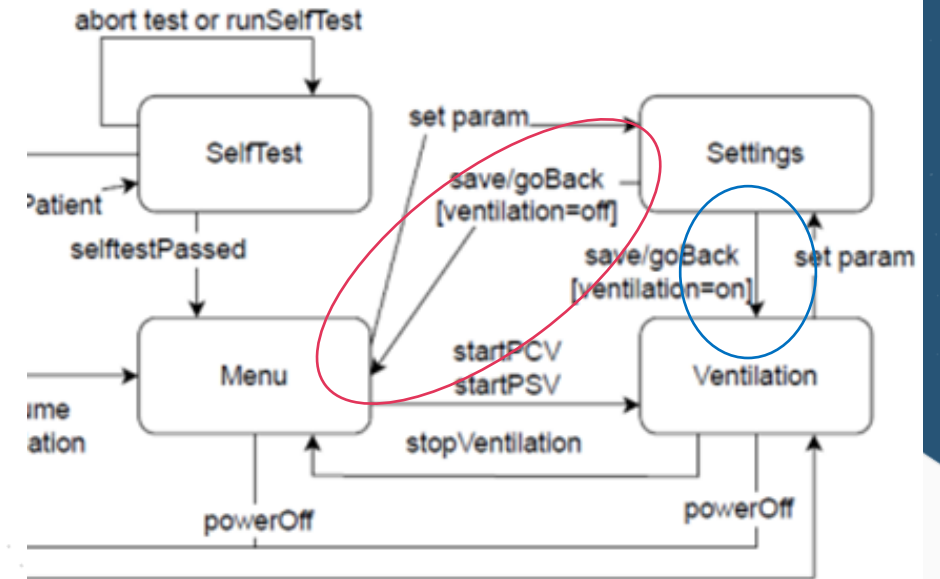 abort test or runSelfTest
set param
SelfTest
Settings
save/goBack
[ventilation=off]
Patient
selftestPassed
save/goBack
[ventilation=on]
set param
Menu
startPCV
startPSV
Ventilation
ume
ation
stopVentilation
powerOff
powerOff